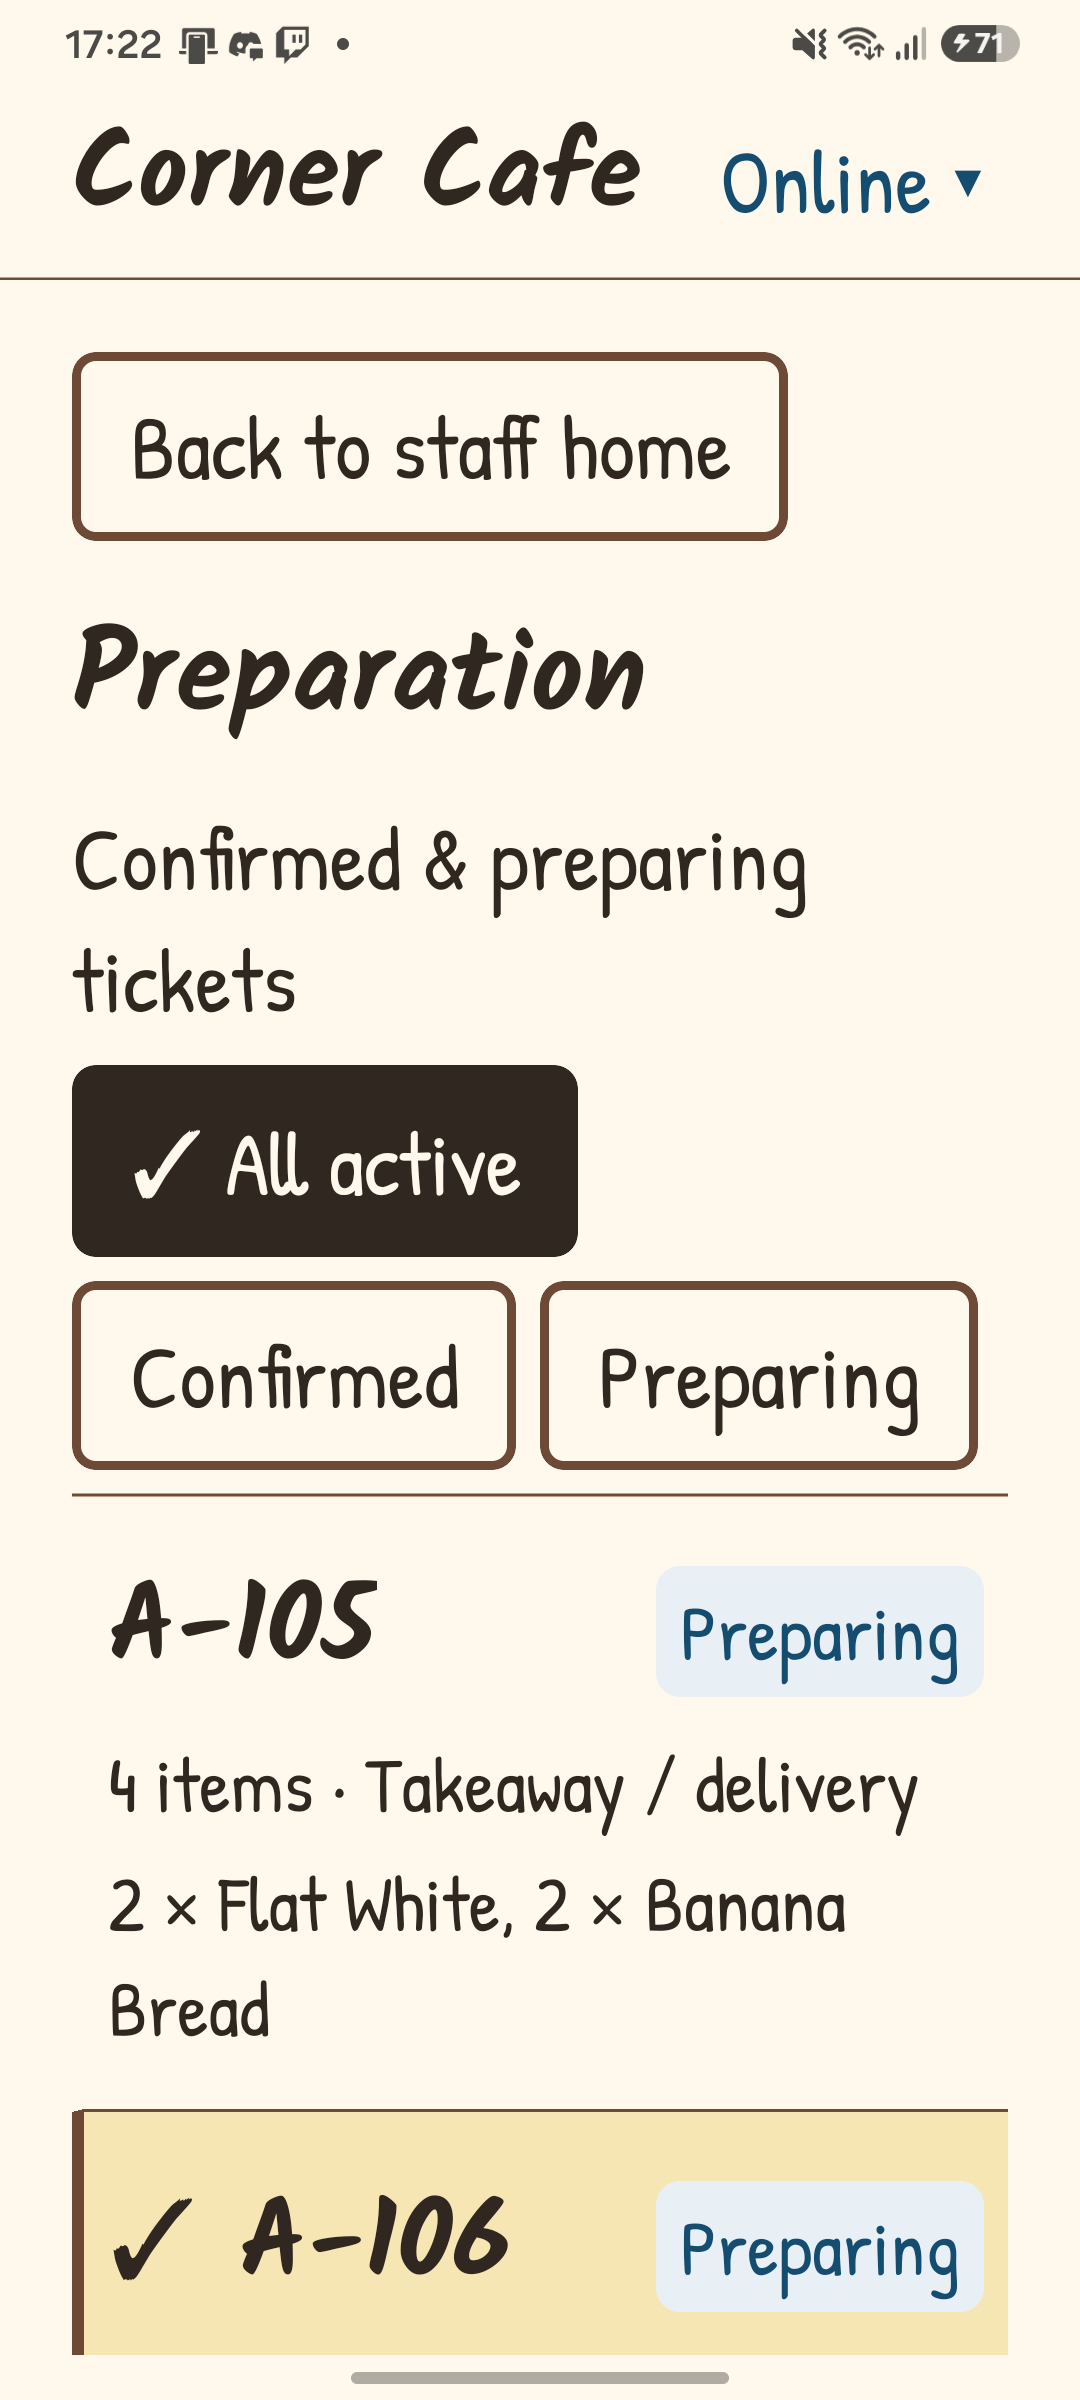 17:22
71
Corner Cafe
Online ▼
Back to staff home
Preparation
Confirmed & preparing
tickets
✓ All active
Confirmed
Preparing
A-105
Preparing
4 items · Takeaway / delivery
2 × Flat White, 2 × Banana
Bread
✓ A-106
Preparing